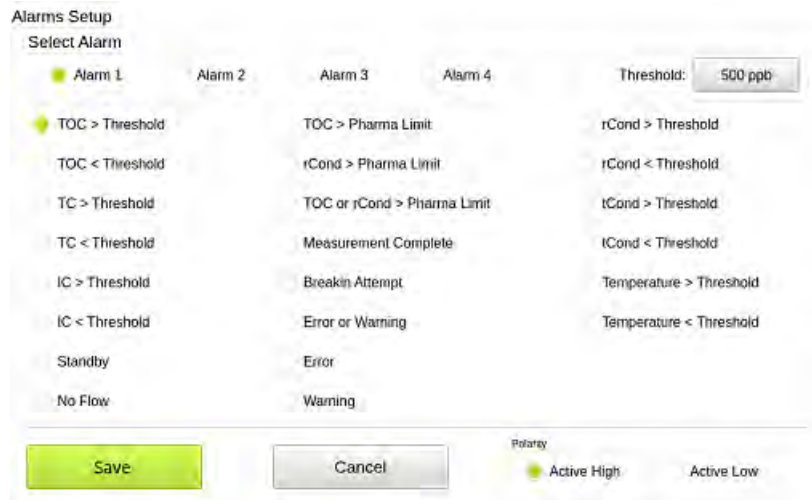 Alarms Setup
Select Alarm
Alarm 1 Alarm 2 Alarm 3 Alarm 4 Threshold: 500 ppb
TOC > Threshold TOC > Pharma Limit rCond > Threshold
TOC < Threshold rCond > Pharma Limit rCond < Threshold
TC > Threshold TOC or rCond > Pharma Limit tCond > Threshold
TC < Threshold Measurement Complete tCond < Threshold
IC > Threshold Breakin Attempt Temperature > Threshold
IC < Threshold Error or Warning Temperature < Threshold
Standby Error
No Flow Warning
Polarity
Save Cancel Active High Active Low